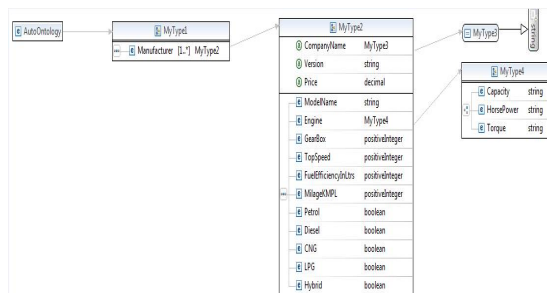 AutoOntology
MyType1
Manufacturer [1..*] MyType2
MyType2
CompanyName MyType3
Version string
Price decimal
ModelName string
Engine MyType4
GearBox positiveInteger
TopSpeed positiveInteger
FuelEfficiencyInLtrs positiveInteger
MilageKMPL positiveInteger
Petrol boolean
Diesel boolean
CNG boolean
LPG boolean
Hybrid boolean
MyType3
string
MyType4
Capacity string
HorsePower string
Torque string